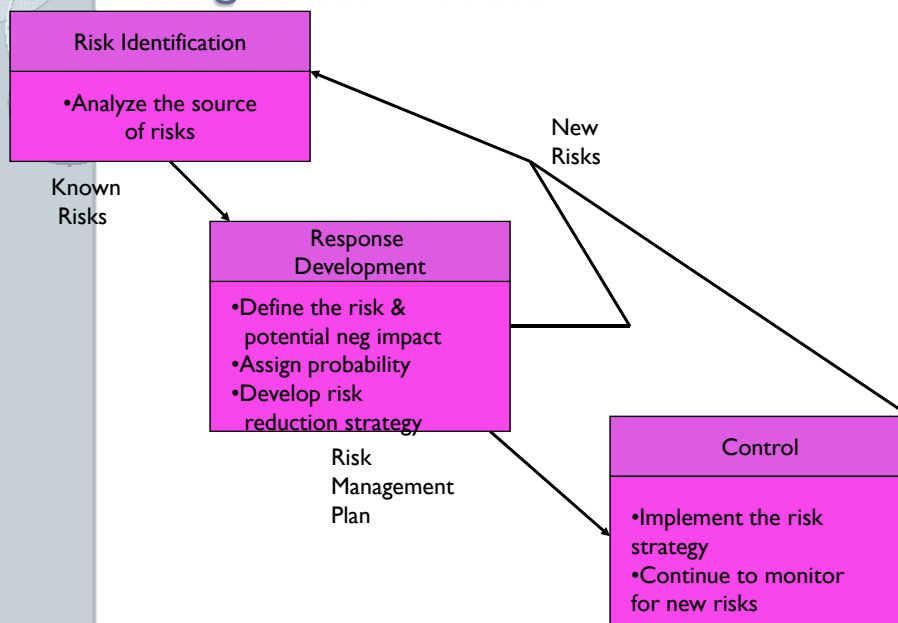 Risk Identification
•Analyze the source
of risks
New
Risks
Known
Risks
Response
Development
•Define the risk &
potential neg impact
•Assign probability
•Develop risk
reduction strategy
Risk
Management
Plan
Control
•Implement the risk
strategy
•Continue to monitor
for new risks